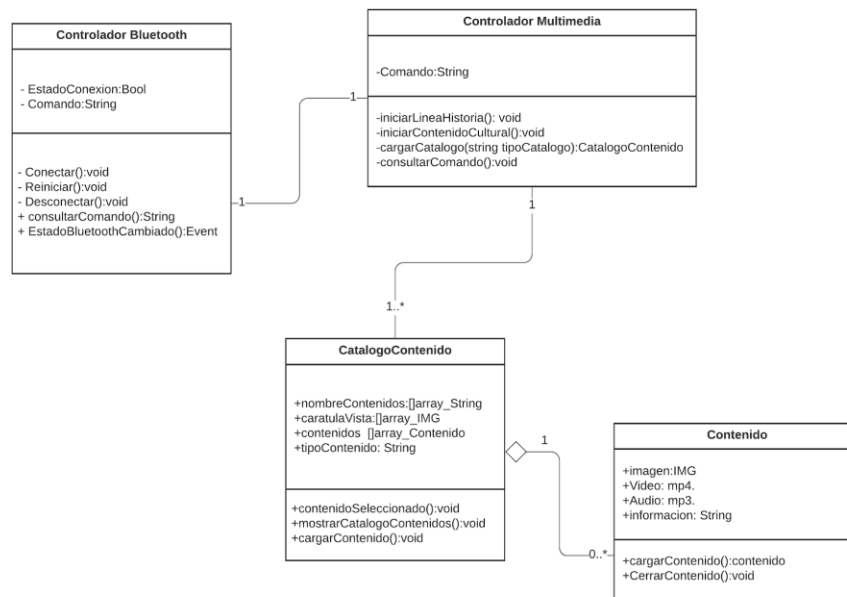 Controlador Bluetooth
- EstadoConexion:Bool
- Comando:String
- Conectar():void
- Reiniciar():void
- Desconectar():void
+ consultarComando():String
+ EstadoBluetoothCambiado():Event
1
1
Controlador Multimedia
-Comando:String
-iniciarLineaHistoria(): void
-iniciarContenidoCultural():void
-cargarCatalogo(string tipoCatalogo):CatalogoContenido
-consultarComando():void
1
1..*
CatalogoContenido
+nombreContenidos:[]array_String
+caratulaVista:[]array_IMG
+contenidos []array_Contenido
+tipoContenido: String
+contenidoSeleccionado():void
+mostrarCatalogoContenidos():void
+cargarContenido():void
1
0..*
Contenido
+imagen:IMG
+Video: mp4.
+Audio: mp3.
+informacion: String
+cargarContenido():contenido
+CerrarContenido():void